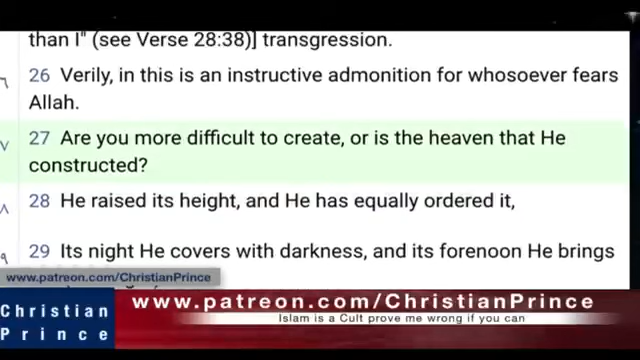 than I" (see Verse 28:38)] transgression.
26 Verily, in this is an instructive admonition for whosoever fears
Allah.
27 Are you more difficult to create, or is the heaven that He
constructed?
28 He raised its height, and He has equally ordered it,
29 Its night He covers with darkness, and its forenoon He brings
www.patreon.com/ChristianPrince
www.patreon.com/ChristianPrince
Christian
Prince
Islam is a Cult prove me wrong if you can